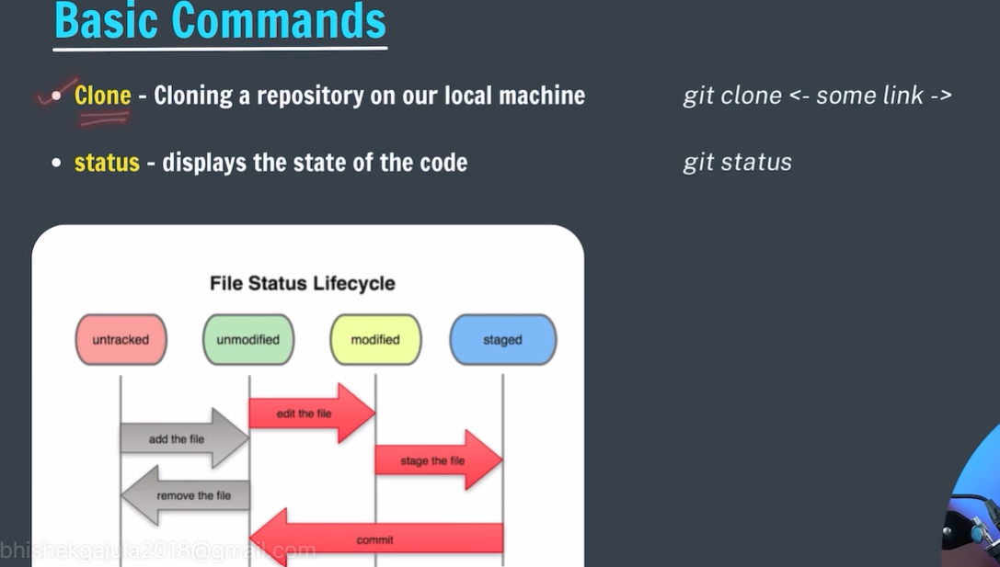 Basic Commands
• Clone - Cloning a repository on our local machine git clone <- some link ->
• status - displays the state of the code git status
File Status Lifecycle
untracked unmodified modified staged
edit the file
add the file
stage the file
remove the file
commit
bhishekgajula2018@gmail.com